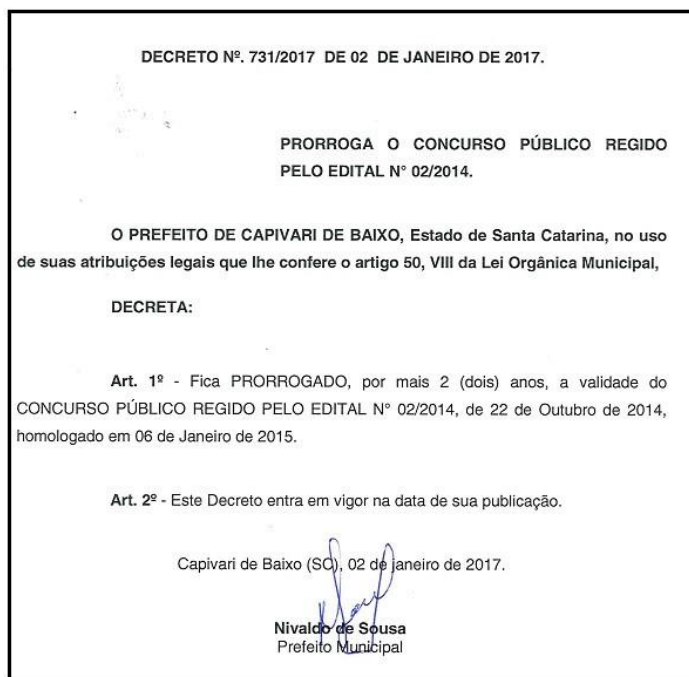 DECRETO Nº. 731/2017 DE 02 DE JANEIRO DE 2017.
PRORROGA O CONCURSO PÚBLICO REGIDO
PELO EDITAL N° 02/2014.
O PREFEITO DE CAPIVARI DE BAIXO, Estado de Santa Catarina, no uso
de suas atribuições legais que lhe confere o artigo 50, VIII da Lei Orgânica Municipal,
DECRETA:
Art. 1º - Fica PRORROGADO, por mais 2 (dois) anos, a validade do
CONCURSO PÚBLICO REGIDO PELO EDITAL N° 02/2014, de 22 de Outubro de 2014,
homologado em 06 de Janeiro de 2015.
Art. 2º - Este Decreto entra em vigor na data de sua publicação.
Capivari de Baixo (SC), 02 de janeiro de 2017.
Nivaldo de Sousa
Prefeito Municipal